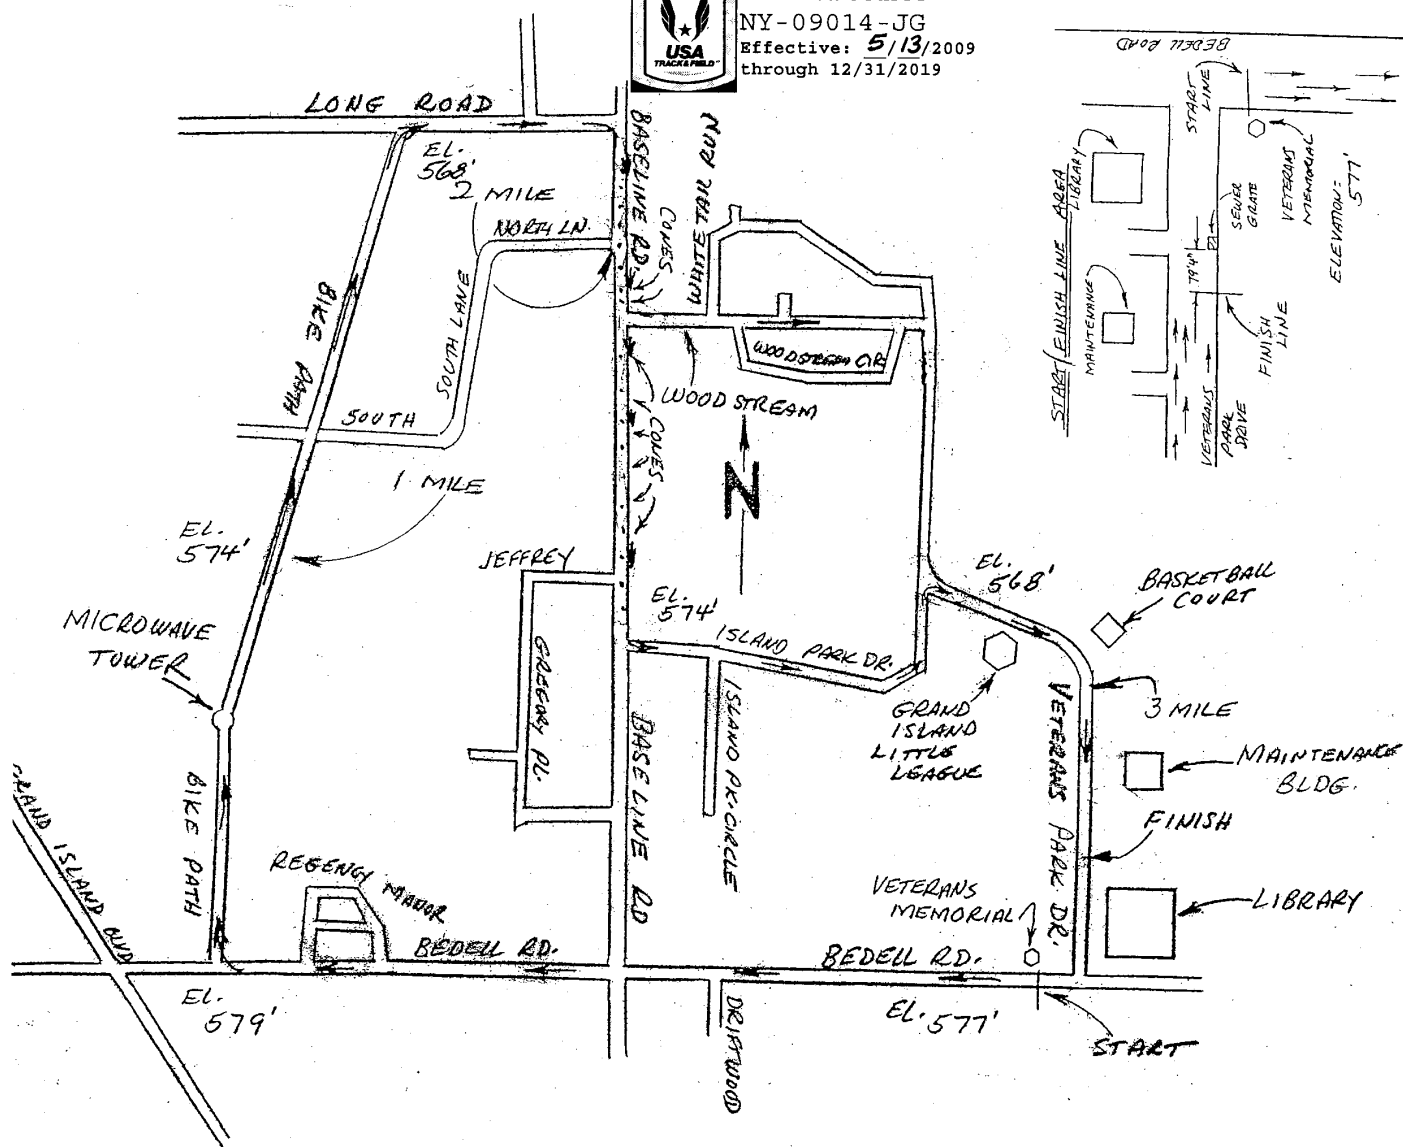 NY-09014-JG
Effective: 5/13/2009
through 12/31/2019
USA
TRACK & FIELD
LONG ROAD
EL.
568'
2 MILE
NORTH LN.
SOUTH LANE
SOUTH
BIKE PATH
1 MILE
EL.
574'
MICROWAVE
TOWER
BIKE PATH
BASELINE RD.
CONES
WHITETAIL RUN
WOODSTREAM CIR.
WOODSTREAM
CONES
N
JEFFREY
GREGORY PL.
EL.
574'
ISLAND PARK DR.
ISLAND PK. CIRCLE
BASELINE RD
EL.
568'
BASKETBALL
COURT
GRAND
ISLAND
LITTLE
LEAGUE
3 MILE
MAINTENANCE
BLDG.
FINISH
VETERANS PARK DR.
LIBRARY
VETERANS
MEMORIAL
ISLAND BLVD
REGENCY MANOR
BEDELL RD.
BEDELL RD.
EL.
579'
EL. 577'
DRIFTWOOD
START
BEDELL ROAD
START/FINISH LINE AREA
LIBRARY
MAINTENANCE
START
LINE
VETERANS
MEMORIAL
SEWER
GRATE
79'4"
FINISH
LINE
VETERANS
PARK
DRIVE
ELEVATION:
577'